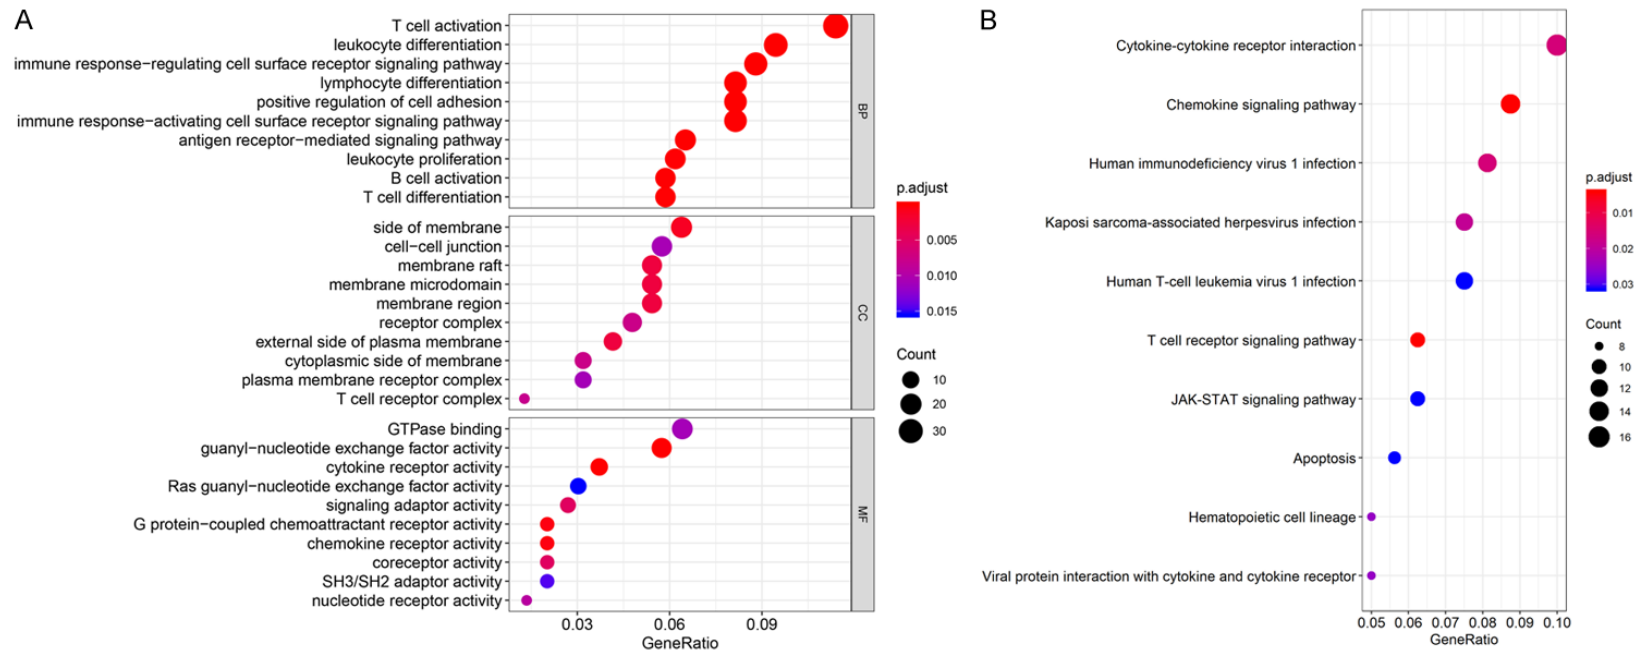 A
T cell activation
leukocyte differentiation
immune response−regulating cell surface receptor signaling pathway
lymphocyte differentiation
positive regulation of cell adhesion
immune response−activating cell surface receptor signaling pathway
antigen receptor−mediated signaling pathway
leukocyte proliferation
B cell activation
T cell differentiation
BP
side of membrane
cell−cell junction
membrane raft
membrane microdomain
membrane region
receptor complex
external side of plasma membrane
cytoplasmic side of membrane
plasma membrane receptor complex
T cell receptor complex
CC
GTPase binding
guanyl−nucleotide exchange factor activity
cytokine receptor activity
Ras guanyl−nucleotide exchange factor activity
signaling adaptor activity
G protein−coupled chemoattractant receptor activity
chemokine receptor activity
coreceptor activity
SH3/SH2 adaptor activity
nucleotide receptor activity
MF
0.03 0.06 0.09
GeneRatio
p.adjust
0.005
0.010
0.015
Count
10
20
30
B
Cytokine-cytokine receptor interaction
Chemokine signaling pathway
Human immunodeficiency virus 1 infection
Kaposi sarcoma-associated herpesvirus infection
Human T-cell leukemia virus 1 infection
T cell receptor signaling pathway
JAK-STAT signaling pathway
Apoptosis
Hematopoietic cell lineage
Viral protein interaction with cytokine and cytokine receptor
0.05 0.06 0.07 0.08 0.09 0.10
GeneRatio
p.adjust
0.01
0.02
0.03
Count
8
10
12
14
16